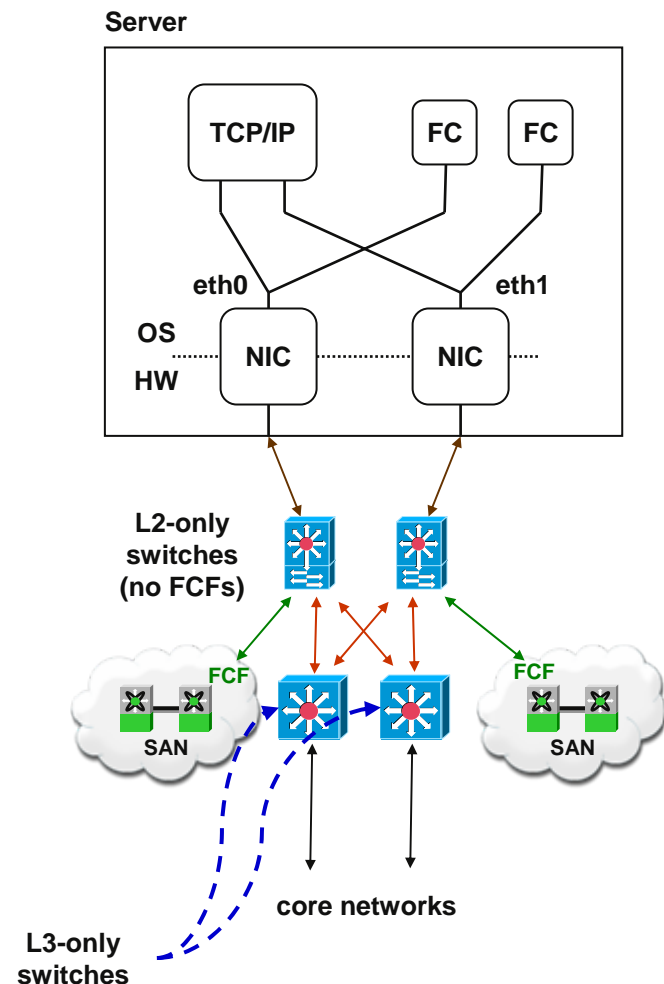 Server
TCP/IP
FC
FC
eth0
eth1
OS
NIC
NIC
HW
L2-only
switches
(no FCFs)
FCF
FCF
SAN
SAN
core networks
L3-only
switches